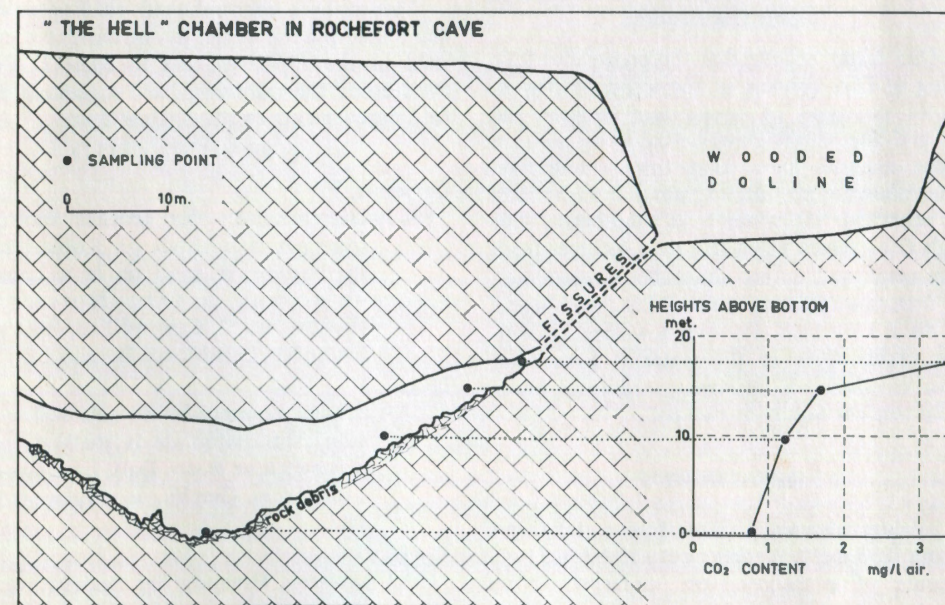 " THE HELL " CHAMBER IN ROCHEFORT CAVE
● SAMPLING POINT
0 10m.
W O O D E D
D O L I N E
FISSURES
HEIGHTS ABOVE BOTTOM
met.
20
10
0
rock debris
0 1 2 3
CO2 CONTENT mg/l air.